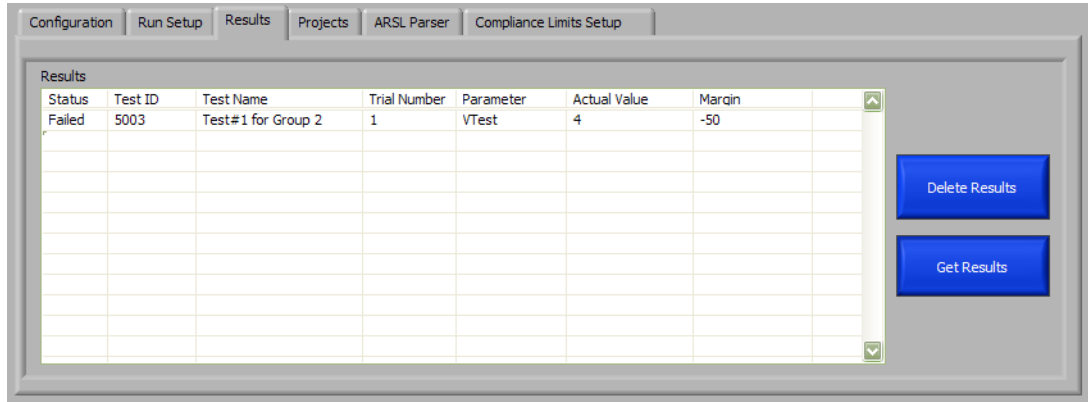 Configuration Run Setup Results Projects ARSL Parser Compliance Limits Setup
Results
Status Test ID Test Name Trial Number Parameter Actual Value Margin
Failed 5003 Test#1 for Group 2 1 VTest 4 -50
Delete Results
Get Results